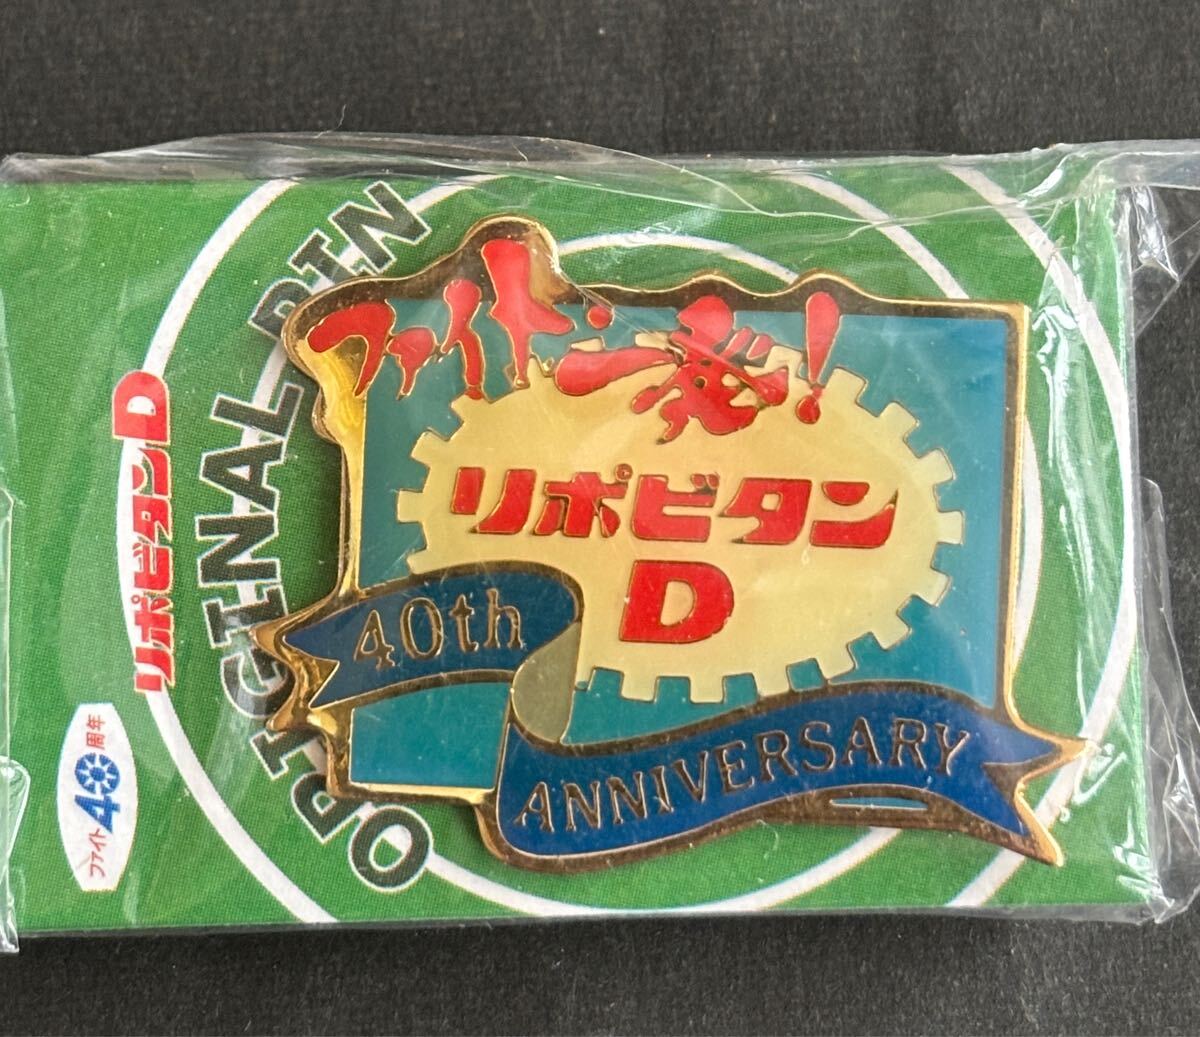 ファイト一発!
リポビタン
D
40th
ANNIVERSARY
ORIGINAL PIN
リポビタンD
ファイト40周年